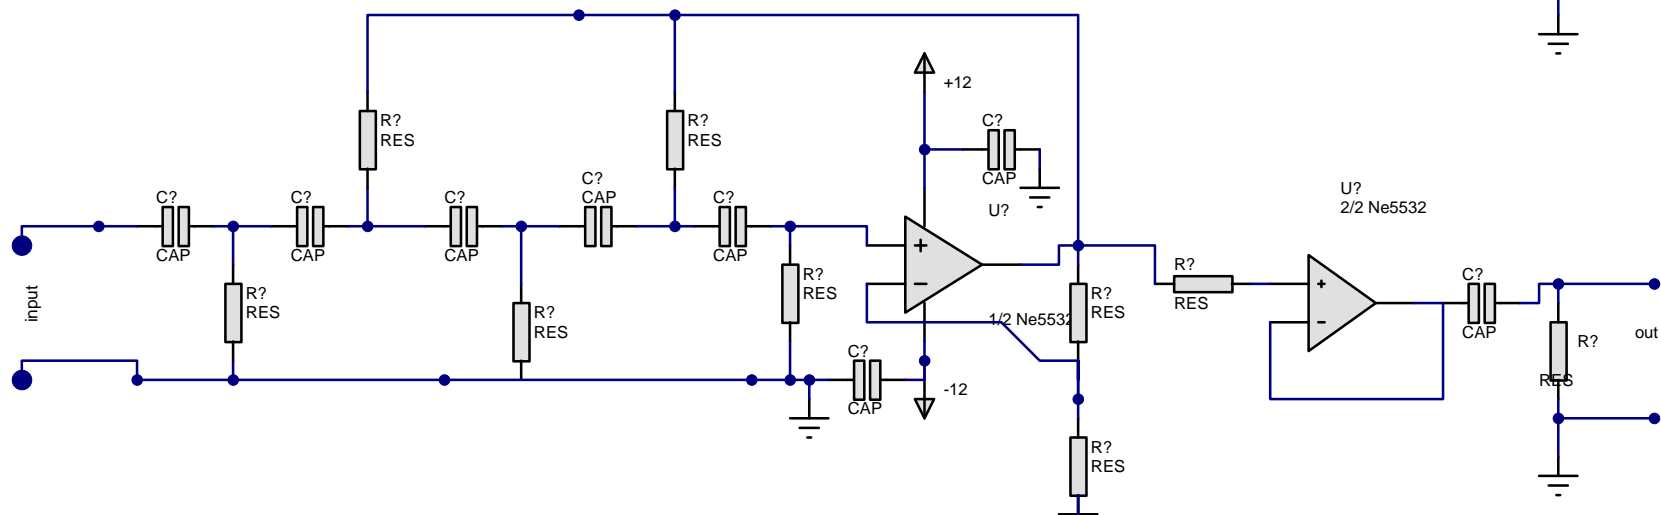 +12
R?
RES
R?
RES
C?
CAP
C?
CAP
U?
2/2 Ne5532
C?
CAP
C?
CAP
C?
CAP
C?
CAP
U?
R?
RES
R?
RES
R?
RES
R?
RES
R?
RES
C?
CAP
input
1/2 Ne5532
R?
RES
out
C?
CAP
-12
R?
RES